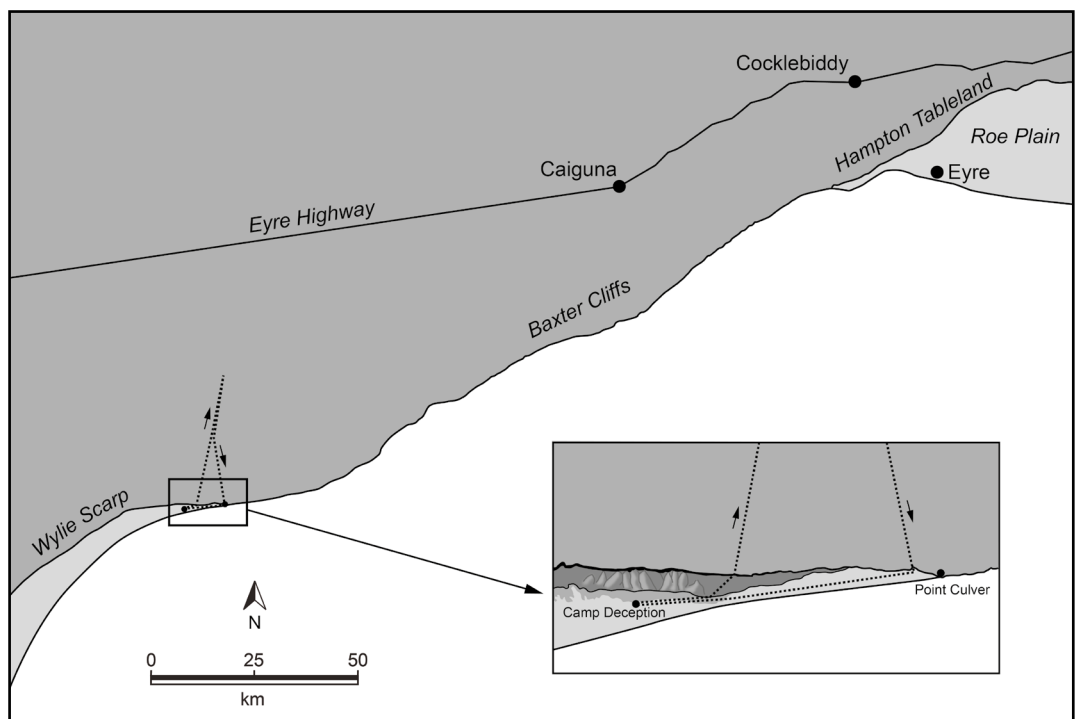 Cocklebiddy
Hampton Tableland
Roe Plain
Caiguna
Eyre
Eyre Highway
Baxter Cliffs
Wylie Scarp
Camp Deception
Point Culver
N
0 25 50
km